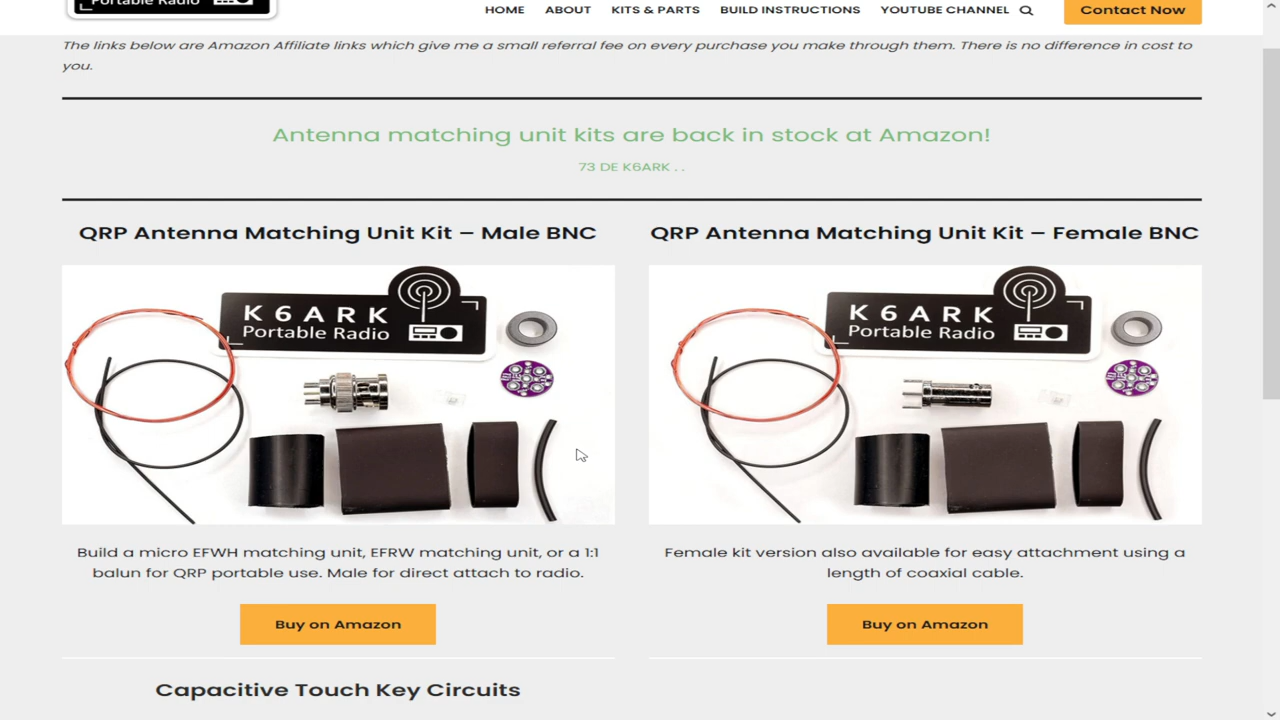 Portable Radio
HOME ABOUT KITS & PARTS BUILD INSTRUCTIONS YOUTUBE CHANNEL Contact Now
The links below are Amazon Affiliate links which give me a small referral fee on every purchase you make through them. There is no difference in cost to
you.
Antenna matching unit kits are back in stock at Amazon!
73 DE K6ARK . .
QRP Antenna Matching Unit Kit – Male BNC
QRP Antenna Matching Unit Kit – Female BNC
K6ARK
Portable Radio
K6ARK
Portable Radio
Build a micro EFWH matching unit, EFRW matching unit, or a 1:1
balun for QRP portable use. Male for direct attach to radio.
Female kit version also available for easy attachment using a
length of coaxial cable.
Buy on Amazon
Buy on Amazon
Capacitive Touch Key Circuits